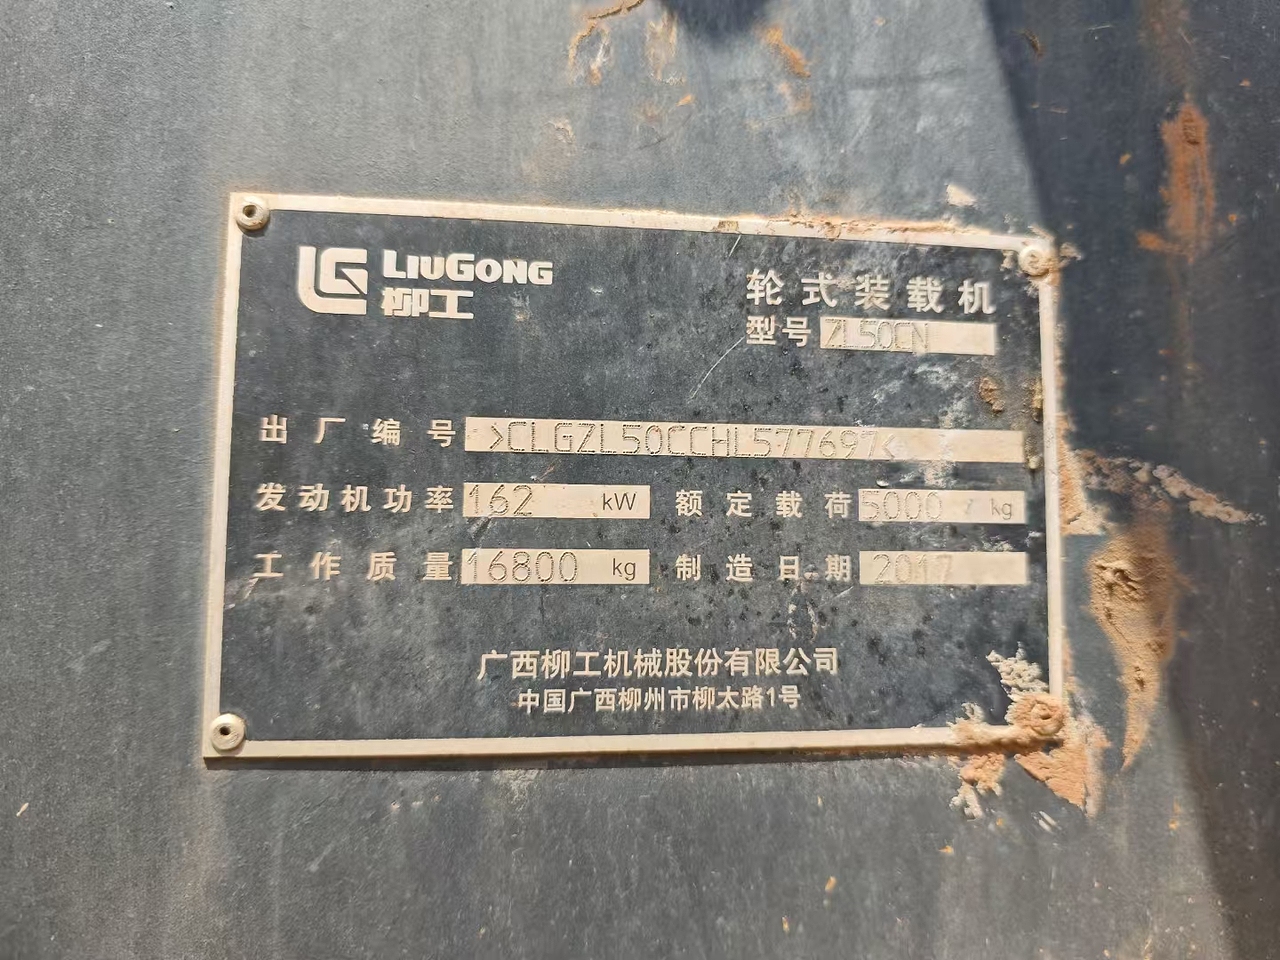 LG LIUGONG
柳工
轮式装载机
型号 ZL50CN
出厂编号 >CLGZL50CCHL577697<
发动机功率 162 kW 额定载荷 5000 kg
工作质量 16800 kg 制造日期 2017
广西柳工机械股份有限公司
中国广西柳州市柳太路1号